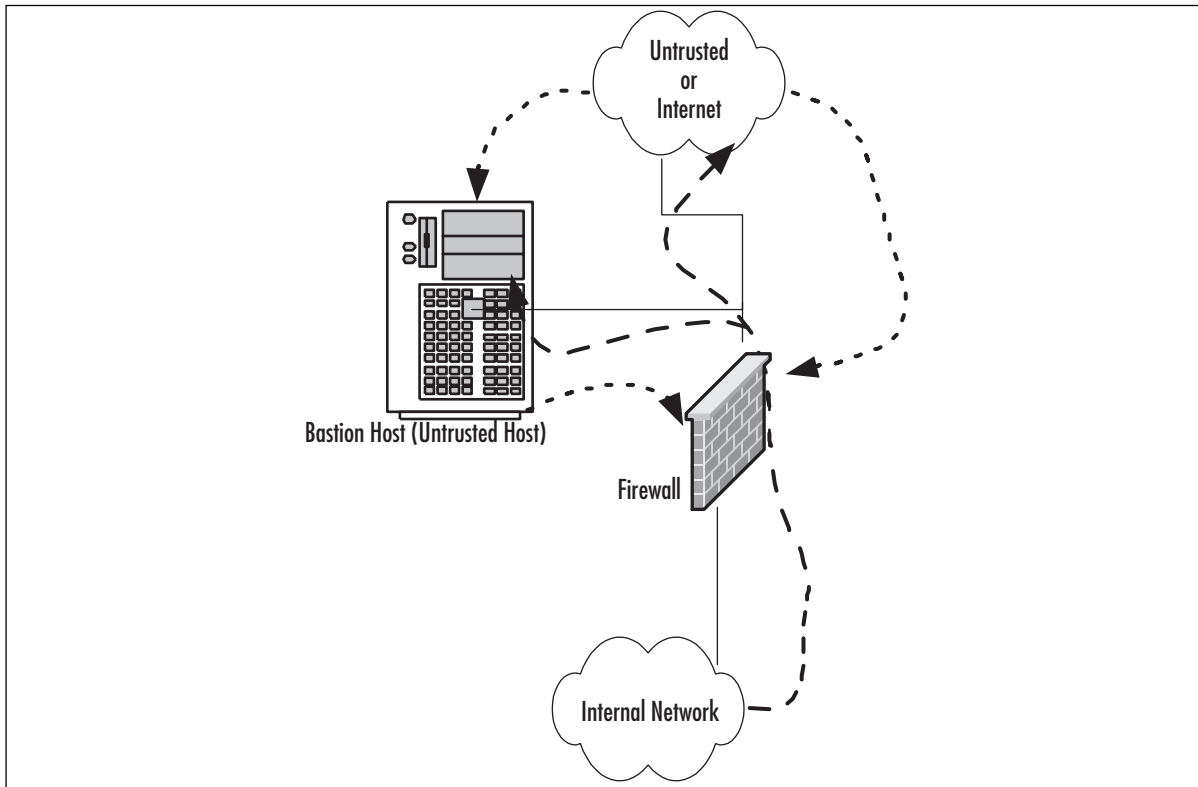 Untrusted
or
Internet
Bastion Host (Untrusted Host)
Firewall
Internal Network